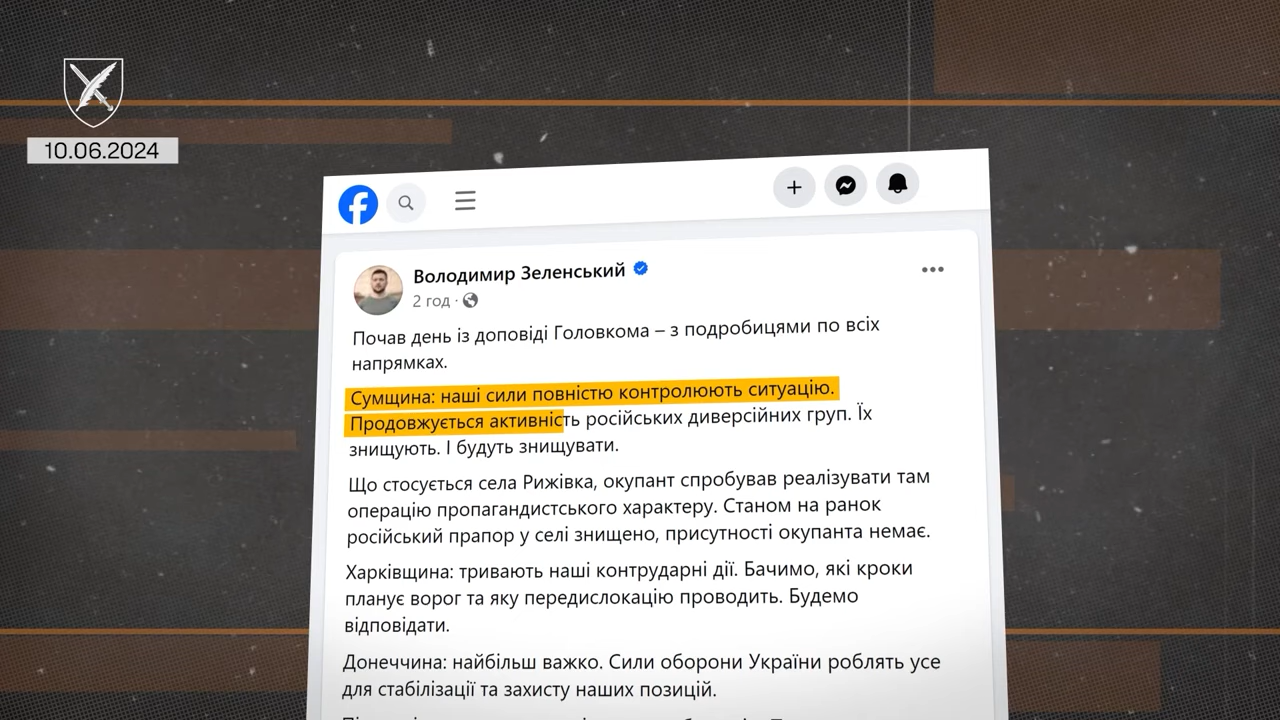 10.06.2024
Володимир Зеленський
2 год ·
Почав день із доповіді Головкома – з подробицями по всіх
напрямках.
Сумщина: наші сили повністю контролюють ситуацію.
Продовжується активність російських диверсійних груп. Їх
знищують. І будуть знищувати.
Що стосується села Рижівка, окупант спробував реалізувати там
операцію пропагандистського характеру. Станом на ранок
російський прапор у селі знищено, присутності окупанта немає.
Харківщина: тривають наші контрударні дії. Бачимо, які кроки
планує ворог та яку передислокацію проводить. Будемо
відповідати.
Донеччина: найбільш важко. Сили оборони України роблять усе
для стабілізації та захисту наших позицій.